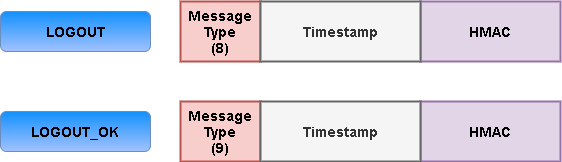 LOGOUT
Message
Type
(8)
Timestamp
HMAC
LOGOUT_OK
Message
Type
(9)
Timestamp
HMAC